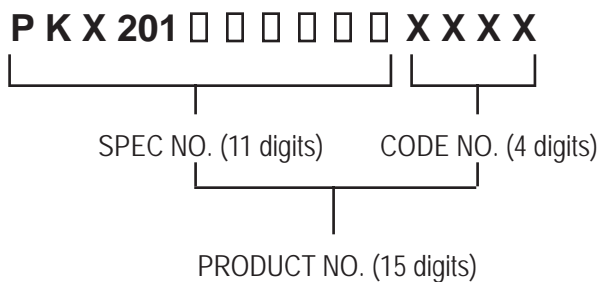 P K X 201 □ □ □ □ □ □ X X X X
SPEC NO. (11 digits) CODE NO. (4 digits)
PRODUCT NO. (15 digits)